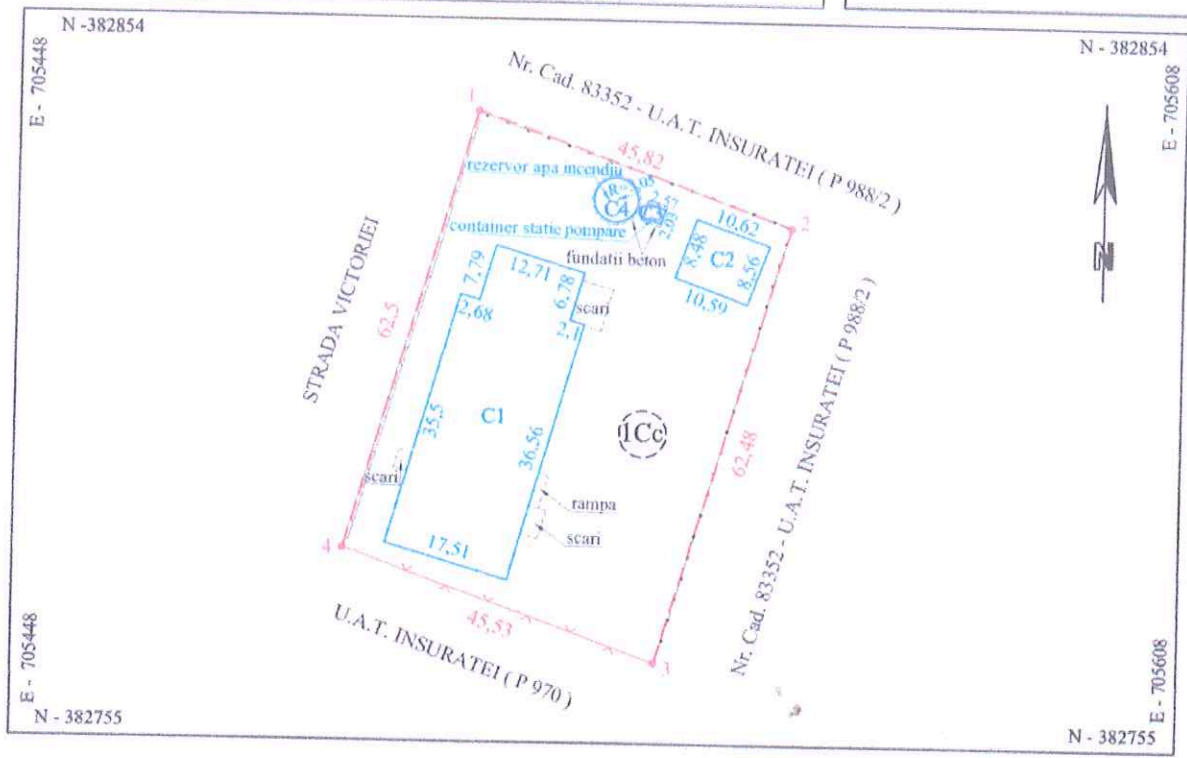 N -382854
N - 382854
E - 705448
E - 705608
Nr. Cad. 83352 - U.A.T. INSURATEI ( P 988/2 )
1
45,82
rezervor apa incendiu
C4
2,57
2,05
container statie pompare
fundatii beton
2
10,62
8,48
C2
8,56
10,59
12,71
7,79
6,78
scari
2,68
2,1
N
STRADA VICTORIEI
62,5
C1
35,5
36,56
1Cc
62,48
Nr. Cad. 83352 - U.A.T. INSURATEI ( P 988/2 )
scari
rampa
scari
17,51
4
45,53
3
U.A.T. INSURATEI ( P 970 )
E - 705448
E - 705608
N - 382755
N - 382755